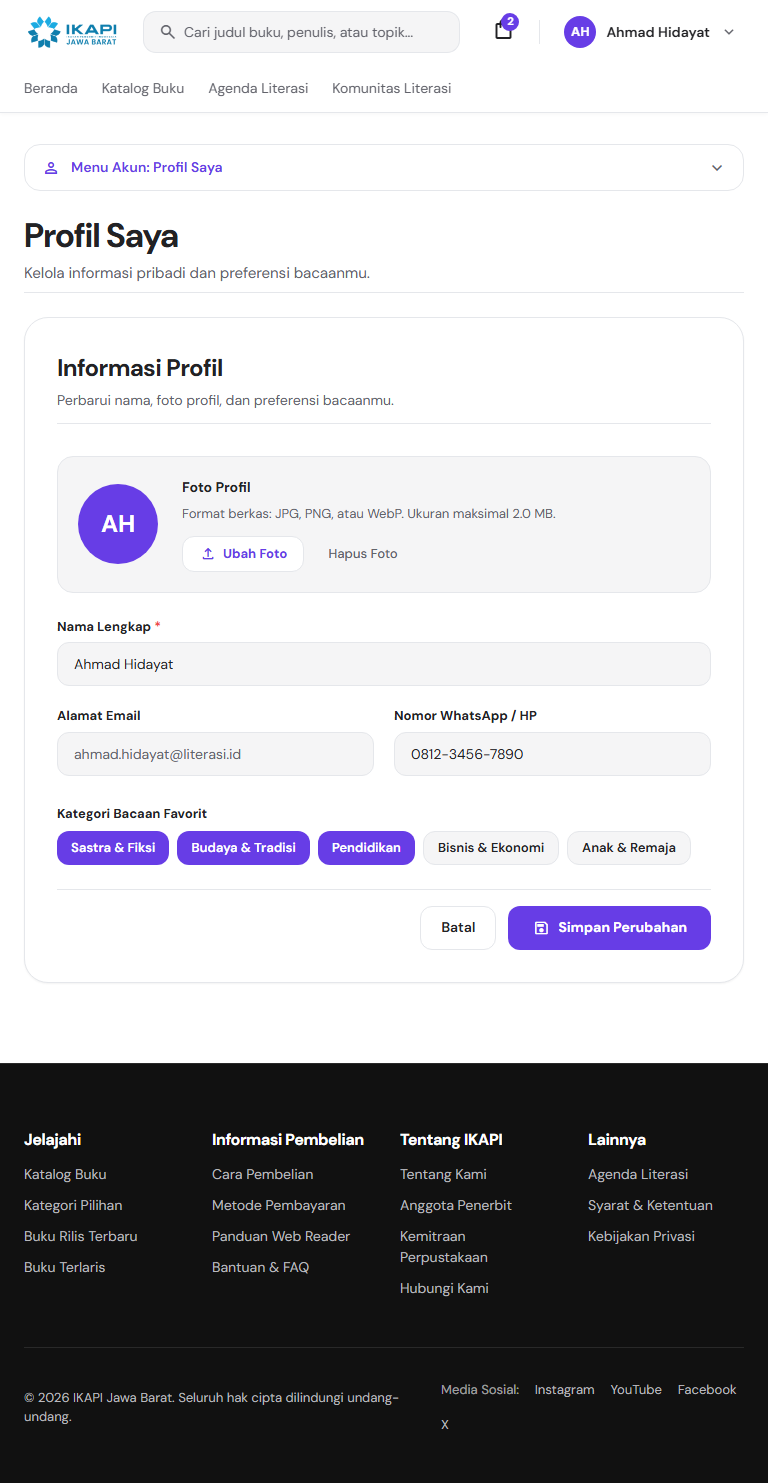 IKAPI
JAWA BARAT
Cari judul buku, penulis, atau topik...
2
AH
Ahmad Hidayat
Beranda
Katalog Buku
Agenda Literasi
Komunitas Literasi
Menu Akun: Profil Saya
Profil Saya
Kelola informasi pribadi dan preferensi bacaanmu.
Informasi Profil
Perbarui nama, foto profil, dan preferensi bacaanmu.
AH
Foto Profil
Format berkas: JPG, PNG, atau WebP. Ukuran maksimal 2.0 MB.
Ubah Foto
Hapus Foto
Nama Lengkap *
Ahmad Hidayat
Alamat Email
ahmad.hidayat@literasi.id
Nomor WhatsApp / HP
0812-3456-7890
Kategori Bacaan Favorit
Sastra & Fiksi
Budaya & Tradisi
Pendidikan
Bisnis & Ekonomi
Anak & Remaja
Batal
Simpan Perubahan
Jelajahi
Katalog Buku
Kategori Pilihan
Buku Rilis Terbaru
Buku Terlaris
Informasi Pembelian
Cara Pembelian
Metode Pembayaran
Panduan Web Reader
Bantuan & FAQ
Tentang IKAPI
Tentang Kami
Anggota Penerbit
Kemitraan
Perpustakaan
Hubungi Kami
Lainnya
Agenda Literasi
Syarat & Ketentuan
Kebijakan Privasi
© 2026 IKAPI Jawa Barat. Seluruh hak cipta dilindungi undang-
undang.
Media Sosial:
Instagram
YouTube
Facebook
X